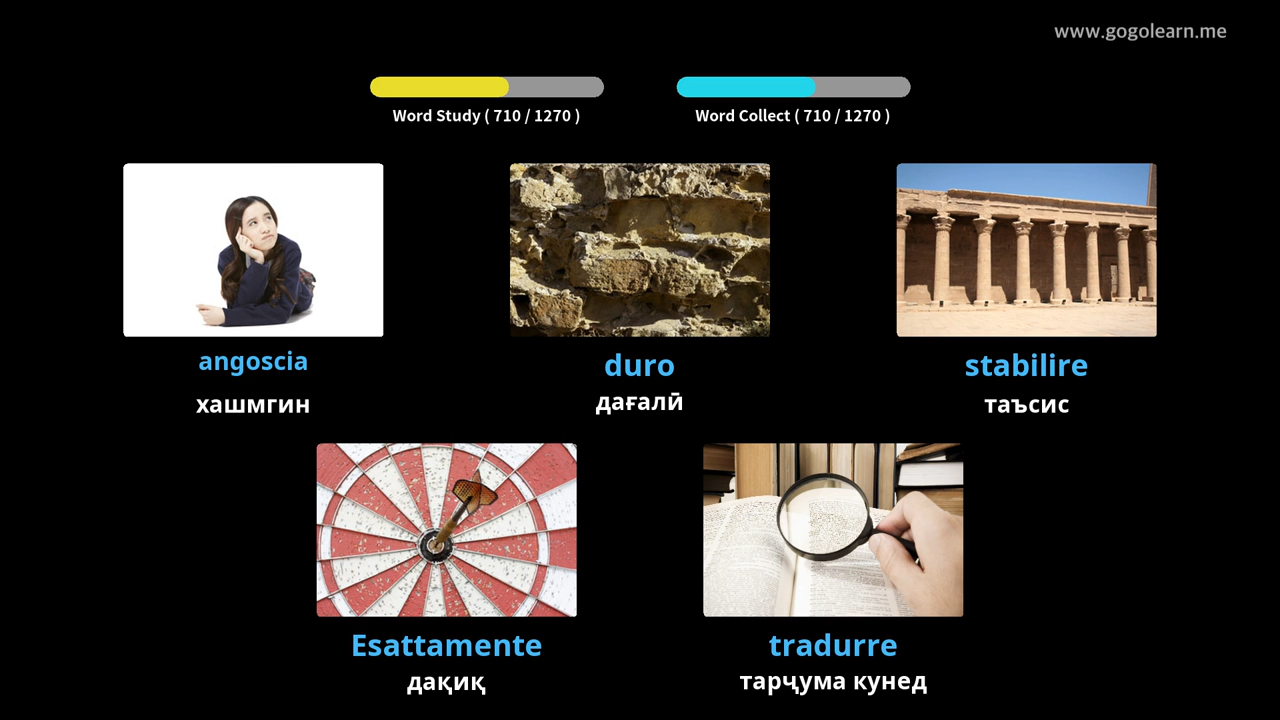 www.gogolearn.me
Word Study ( 710 / 1270 )
Word Collect ( 710 / 1270 )
angoscia
хашмгин
duro
дағалӣ
stabilire
таъсис
Esattamente
дақиқ
tradurre
тарҷума кунед